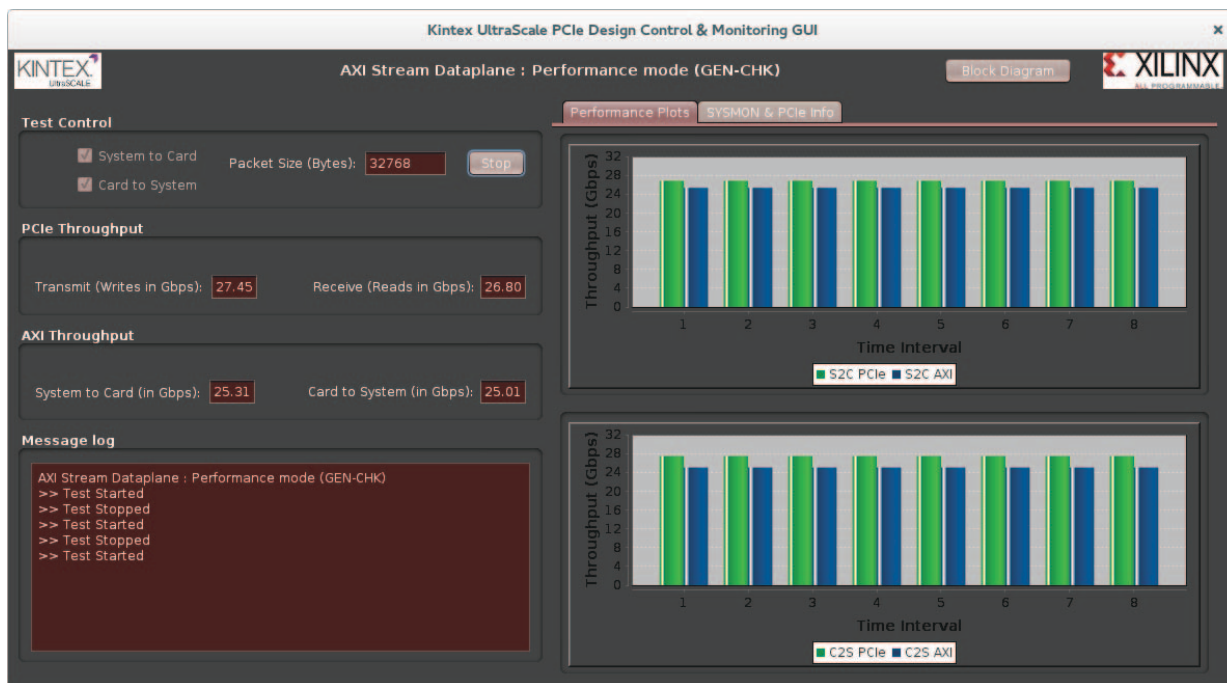 Kintex UltraScale PCIe Design Control & Monitoring GUI
×
KINTEX
UltraSCALE
AXI Stream Dataplane : Performance mode (GEN-CHK)
Block Diagram
XILINX
ALL PROGRAMMABLE
Test Control
System to Card
Card to System
Packet Size (Bytes): 32768
Stop
PCIe Throughput
Transmit (Writes in Gbps): 27.45
Receive (Reads in Gbps): 26.80
AXI Throughput
System to Card (in Gbps): 25.31
Card to System (in Gbps): 25.01
Message log
AXI Stream Dataplane : Performance mode (GEN-CHK)
>> Test Started
>> Test Stopped
>> Test Started
>> Test Stopped
>> Test Started
Performance Plots
SYSMON & PCIe Info
Throughput (Gbps)
32
28
24
20
16
12
8
4
0
1 2 3 4 5 6 7 8
Time Interval
S2C PCIe S2C AXI
Throughput (Gbps)
32
28
24
20
16
12
8
4
0
1 2 3 4 5 6 7 8
Time Interval
C2S PCIe C2S AXI